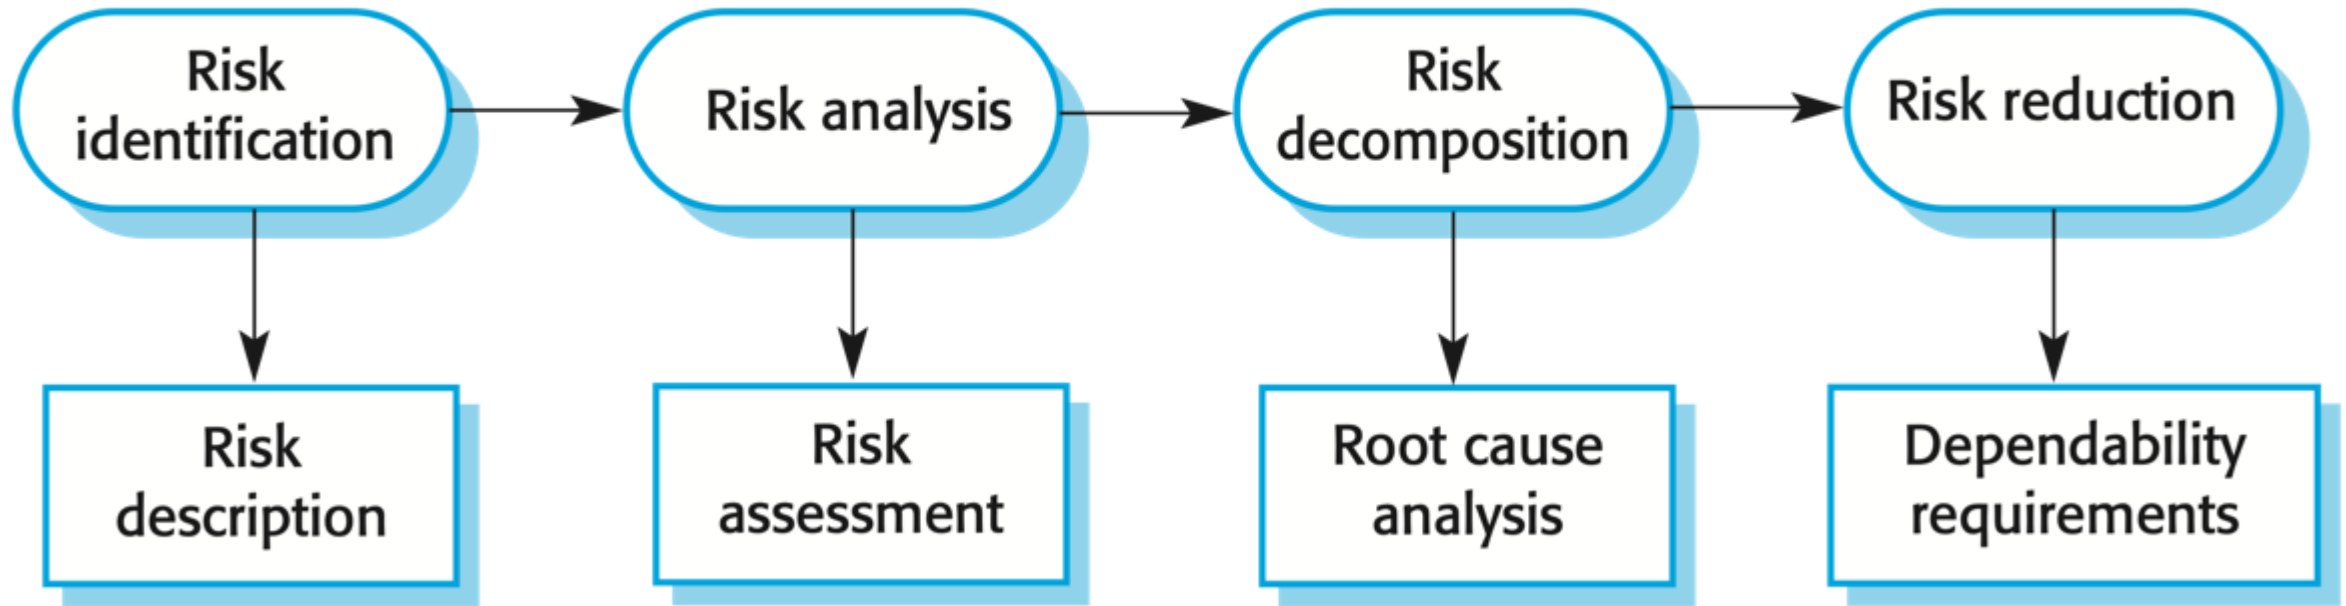 Risk
identification
Risk analysis
Risk
decomposition
Risk reduction
Risk
description
Risk
assessment
Root cause
analysis
Dependability
requirements